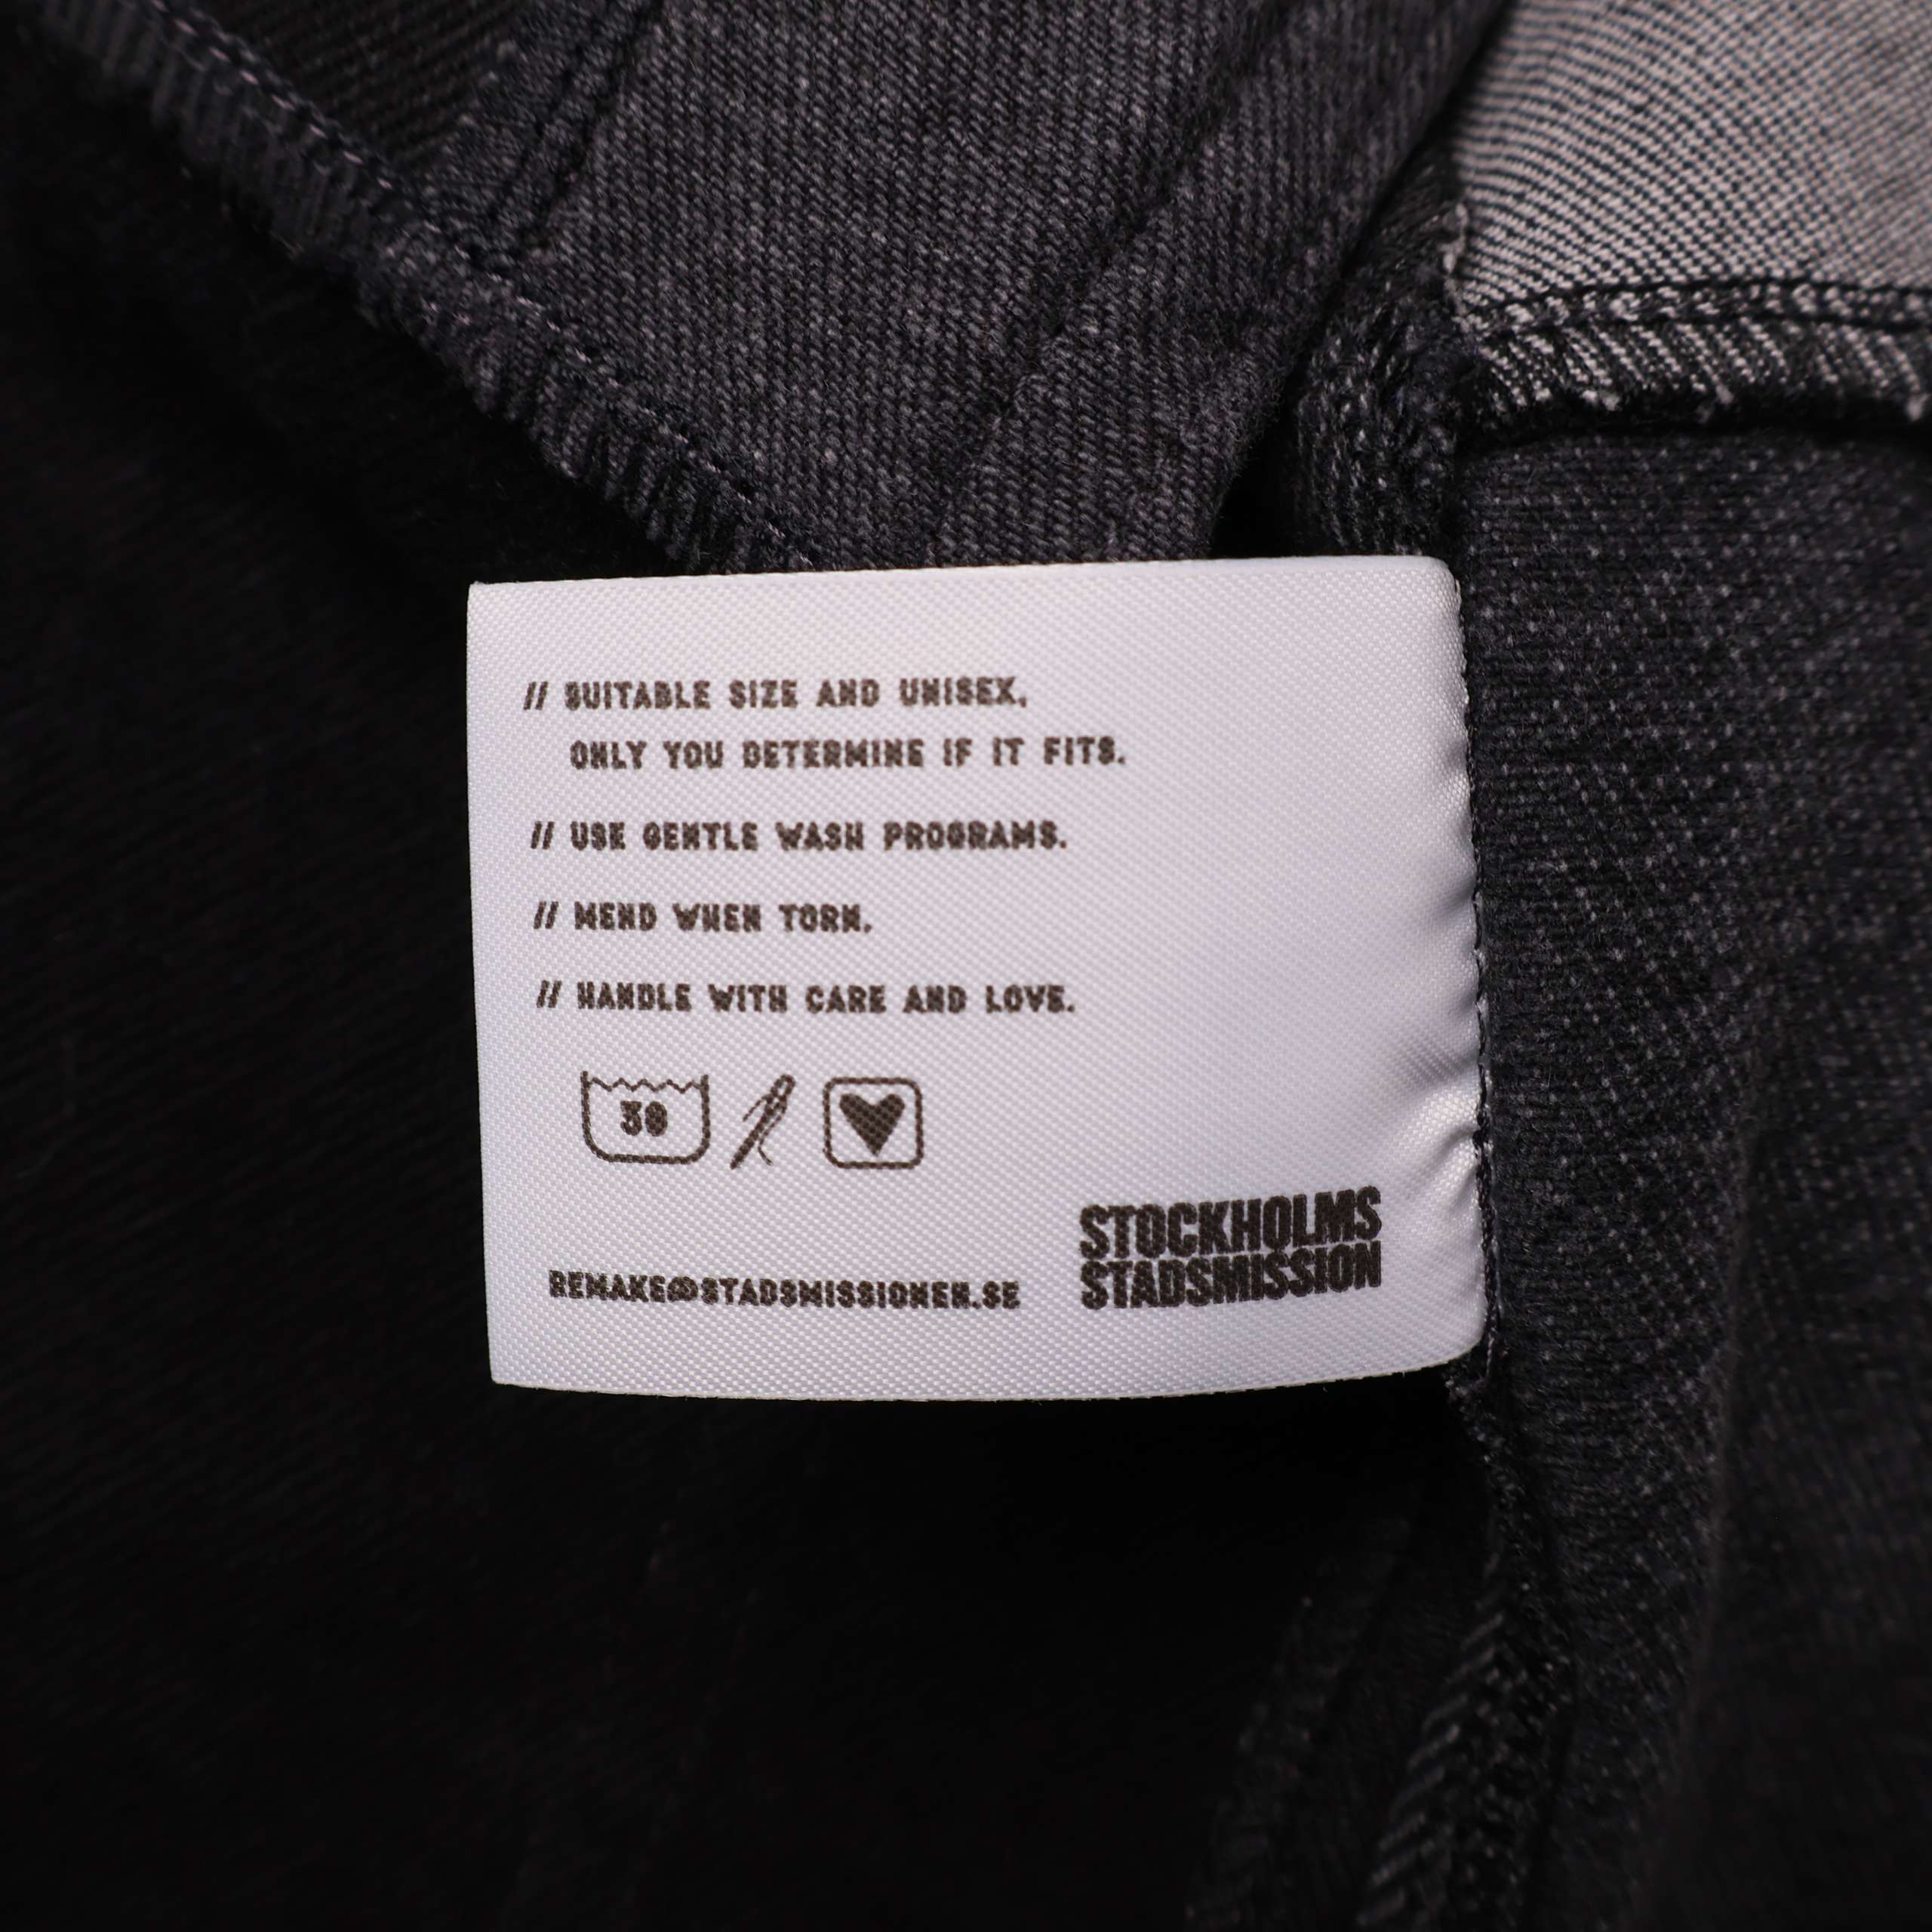 // SUITABLE SIZE AND UNISEX,
ONLY YOU DETERMINE IF IT FITS.
// USE GENTLE WASH PROGRAMS.
// MEND WHEN TORN.
// HANDLE WITH CARE AND LOVE.
30
REMAKE@STADSMISSIONEN.SE
STOCKHOLMS
STADSMISSION